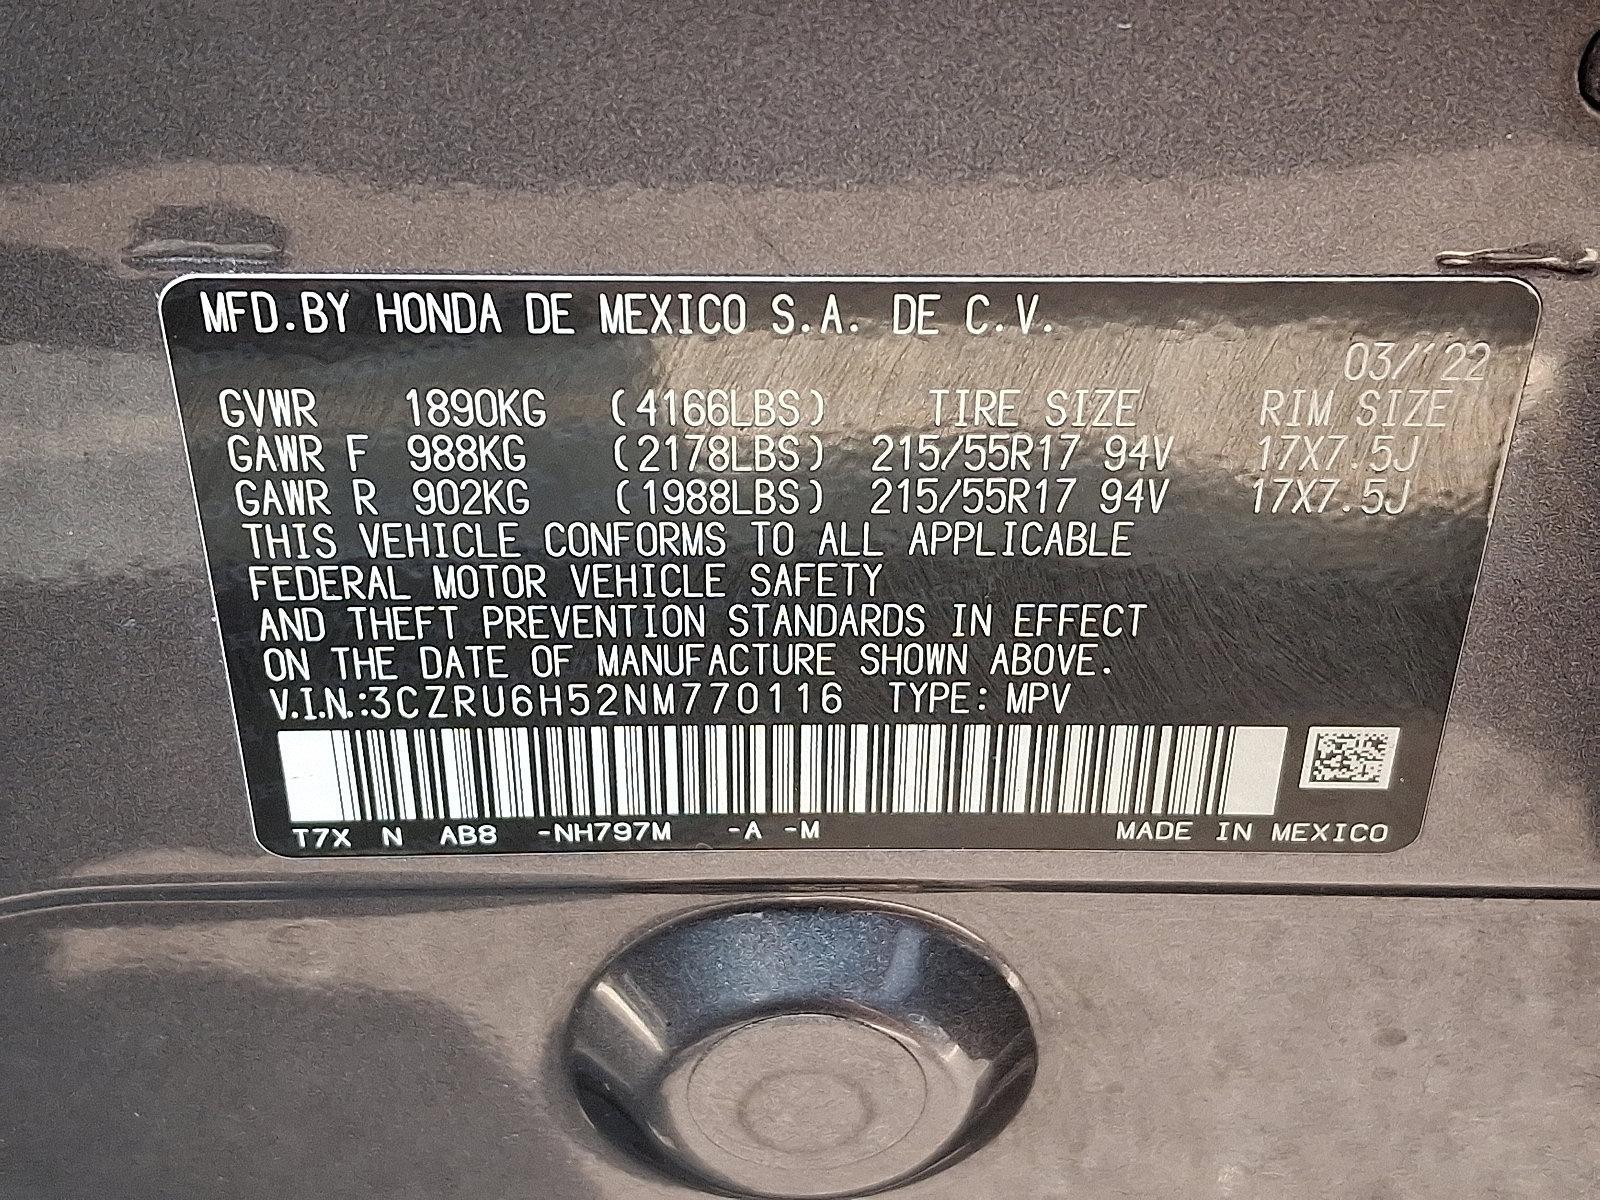 MFD.BY HONDA DE MEXICO S.A. DE C.V.
03/'22
GVWR 1890KG (4166LBS) TIRE SIZE RIM SIZE
GAWR F 988KG (2178LBS) 215/55R17 94V 17X7.5J
GAWR R 902KG (1988LBS) 215/55R17 94V 17X7.5J
THIS VEHICLE CONFORMS TO ALL APPLICABLE
FEDERAL MOTOR VEHICLE SAFETY
AND THEFT PREVENTION STANDARDS IN EFFECT
ON THE DATE OF MANUFACTURE SHOWN ABOVE.
V.I.N.:3CZRU6H52NM770116 TYPE: MPV
T7X N AB8 -NH797M -A -M MADE IN MEXICO